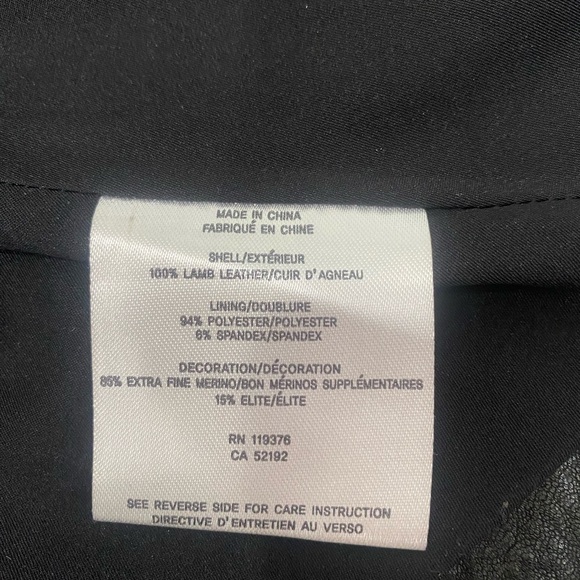 MADE IN CHINA
FABRIQUÉ EN CHINE
SHELL/EXTÉRIEUR
100% LAMB LEATHER/CUIR D'AGNEAU
LINING/DOUBLURE
94% POLYESTER/POLYESTER
6% SPANDEX/SPANDEX
DECORATION/DÉCORATION
85% EXTRA FINE MERINO/BON MÉRINOS SUPPLÉMENTAIRES
15% ELITE/ÉLITE
RN 119376
CA 52192
SEE REVERSE SIDE FOR CARE INSTRUCTION
DIRECTIVE D'ENTRETIEN AU VERSO